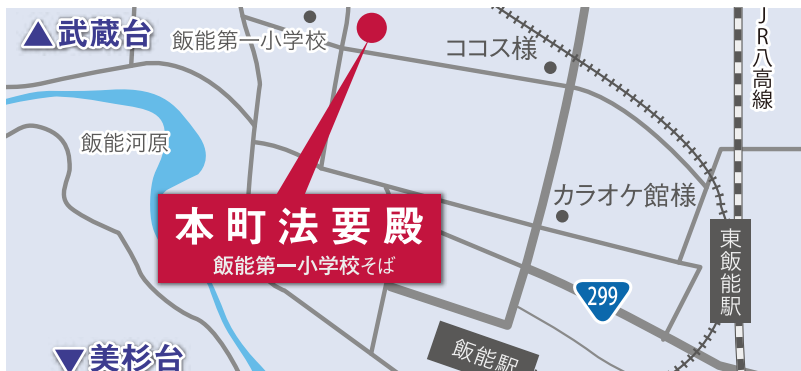 ▲武蔵台
飯能第一小学校
ココス様
JR八高線
飯能河原
本町法要殿
飯能第一小学校そば
カラオケ館様
東飯能駅
299
飯能駅
▼美杉台